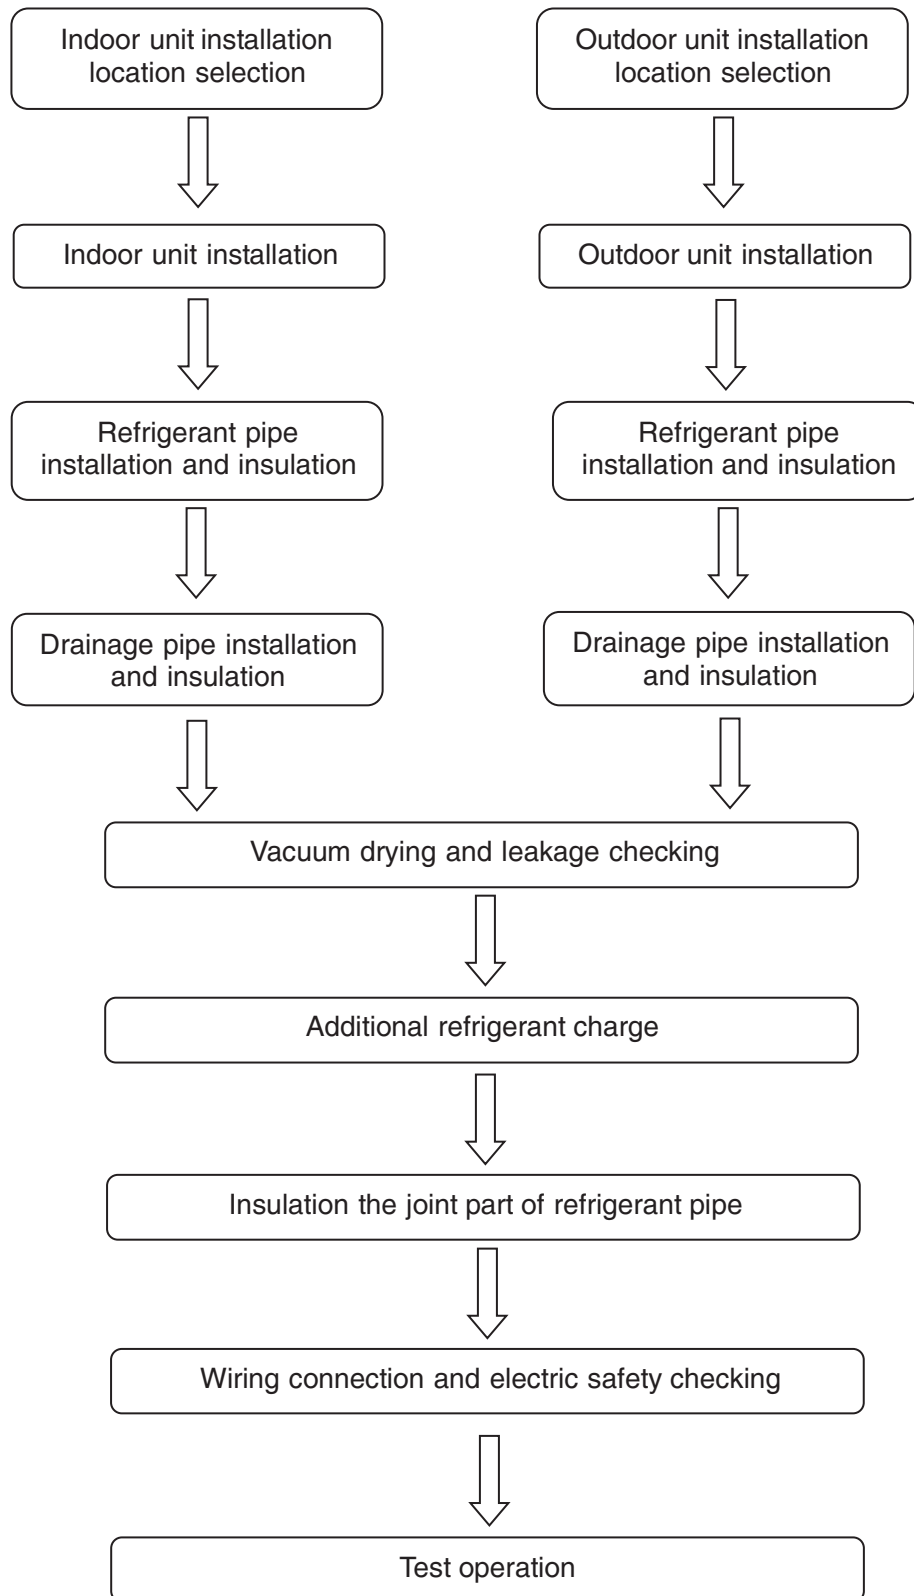 Indoor unit installation
location selection
Outdoor unit installation
location selection
Indoor unit installation
Outdoor unit installation
Refrigerant pipe
installation and insulation
Refrigerant pipe
installation and insulation
Drainage pipe installation
and insulation
Drainage pipe installation
and insulation
Vacuum drying and leakage checking
Additional refrigerant charge
Insulation the joint part of refrigerant pipe
Wiring connection and electric safety checking
Test operation